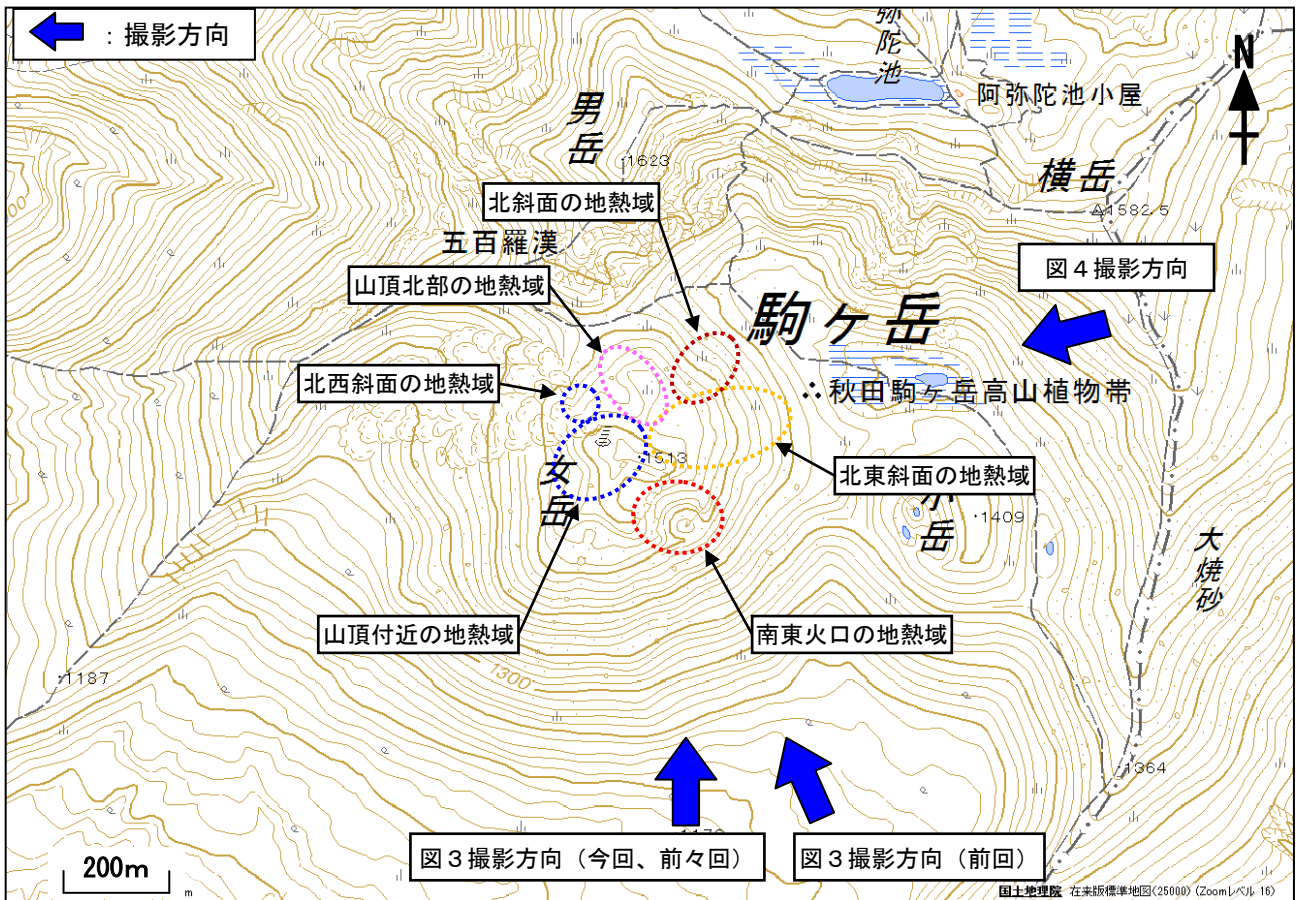 ：撮影方向
弥陀池
N
阿弥陀池小屋
男岳
・1623
横岳
北斜面の地熱域
△1582.5
五百羅漢
図４撮影方向
山頂北部の地熱域
駒ヶ岳
北西斜面の地熱域
∴秋田駒ヶ岳高山植物帯
・1513
女岳
北東斜面の地熱域
小岳
・1409
大焼砂
山頂付近の地熱域
南東火口の地熱域
1300
・1187
・1364
図３撮影方向（今回、前々回）
図３撮影方向（前回）
200m
m
国土地理院 在来版標準地図(25000) (Zoomレベル 16)